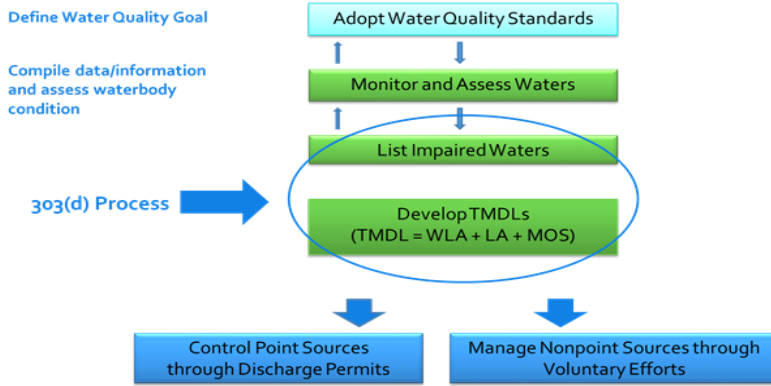 Define Water Quality Goal
Adopt Water Quality Standards
Compile data/information
and assess waterbody
condition
Monitor and Assess Waters
List Impaired Waters
303(d) Process
Develop TMDLs
(TMDL = WLA + LA + MOS)
Control Point Sources
through Discharge Permits
Manage Nonpoint Sources through
Voluntary Efforts